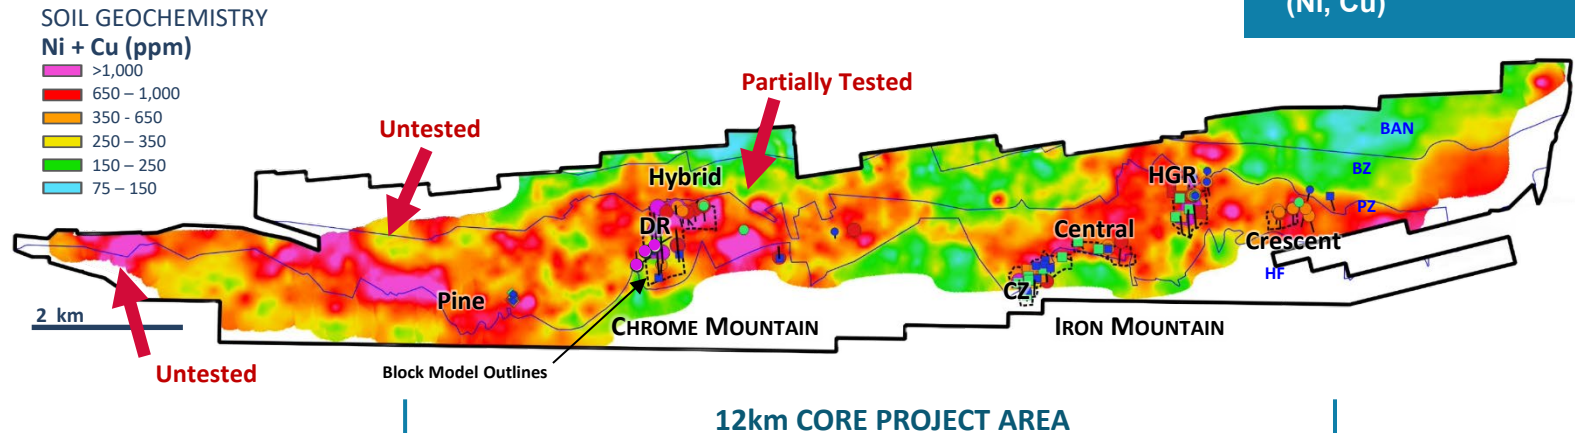 (Ni, Cu)
SOIL GEOCHEMISTRY
Ni + Cu (ppm)
>1,000
650 – 1,000
350 - 650
250 – 350
150 – 250
75 – 150
Partially Tested
Untested
BAN
BZ
Hybrid
HGR
PZ
DR
Central
Crescent
HF
CZ
Pine
2 km
CHROME MOUNTAIN
IRON MOUNTAIN
Block Model Outlines
Untested
12km CORE PROJECT AREA